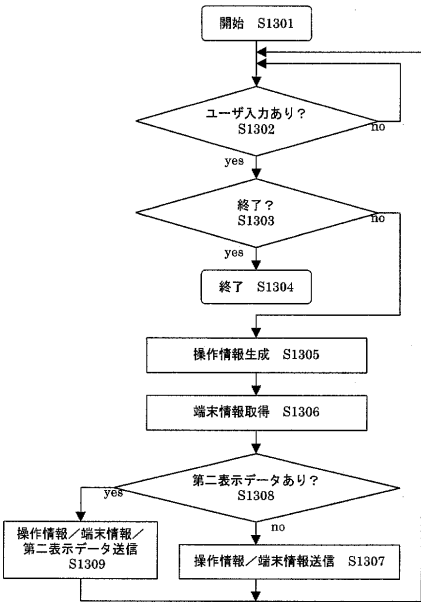 開始 S1301
ユーザ入力あり？
S1302
no
yes
終了？
S1303
no
yes
終了 S1304
操作情報生成 S1305
端末情報取得 S1306
第二表示データあり？
S1308
yes
no
操作情報／端末情報／
第二表示データ送信
S1309
操作情報／端末情報送信 S1307